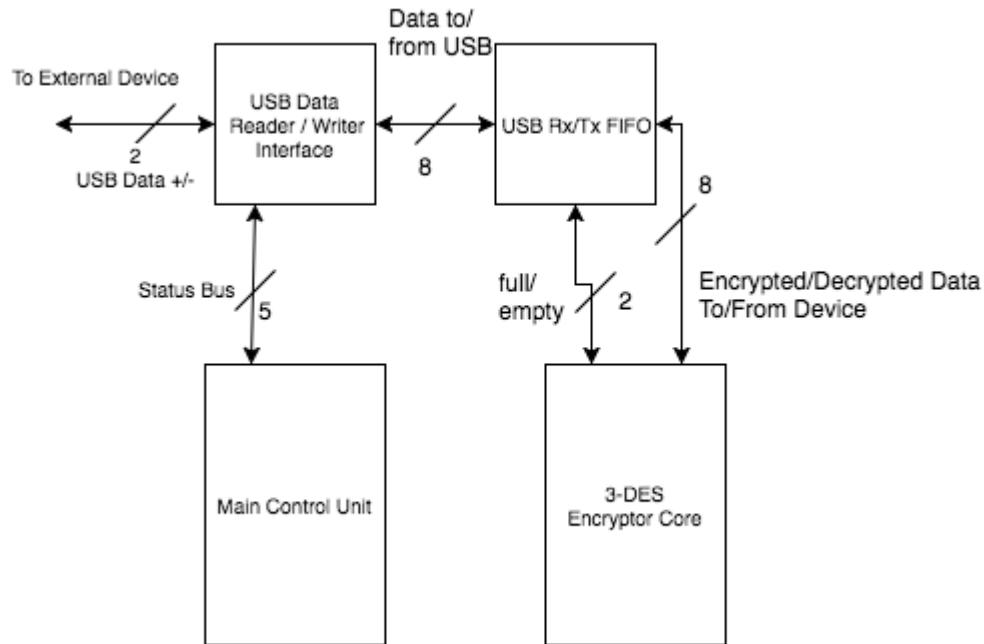 Data to/
from USB
To External Device
2
USB Data +/-
USB Data
Reader / Writer
Interface
8
USB Rx/Tx FIFO
8
Status Bus
5
full/
empty
2
Encrypted/Decrypted Data
To/From Device
Main Control Unit
3-DES
Encryptor Core